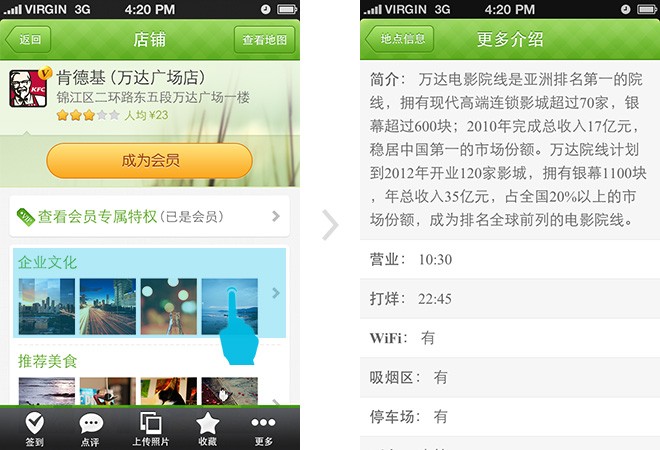 VIRGIN 3G 4:20 PM
返回
店铺
查看地图
KFC
V
肯德基（万达广场店）
锦江区二环路东五段万达广场一楼
人均 ¥23
成为会员
查看会员专属特权（已是会员）
企业文化
推荐美食
签到
点评
上传照片
收藏
更多
VIRGIN 3G 4:20 PM
地点信息
更多介绍
简介： 万达电影院线是亚洲排名第一的院
线，拥有现代高端连锁影城超过70家，银
幕超过600块；2010年完成总收入17亿元，
稳居中国第一的市场份额。万达院线计划
到2012年开业120家影城，拥有银幕1100块
，年总收入35亿元，占全国20%以上的市
场份额，成为排名全球前列的电影院线。
营业： 10:30
打烊： 22:45
WiFi： 有
吸烟区： 有
停车场： 有